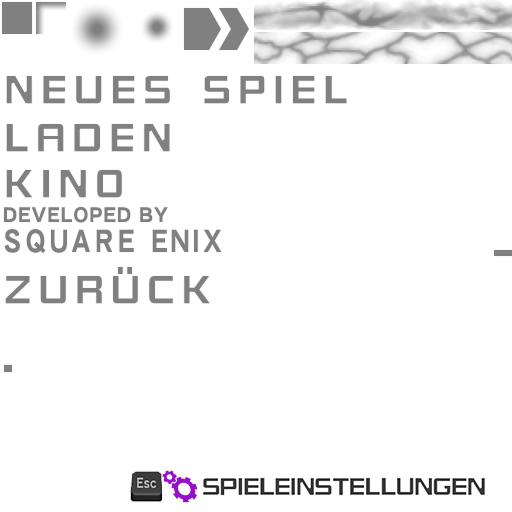 NEUES SPIEL
LADEN
KINO
DEVELOPED BY
SQUARE ENIX
ZURÜCK
Esc SPIELEINSTELLUNGEN